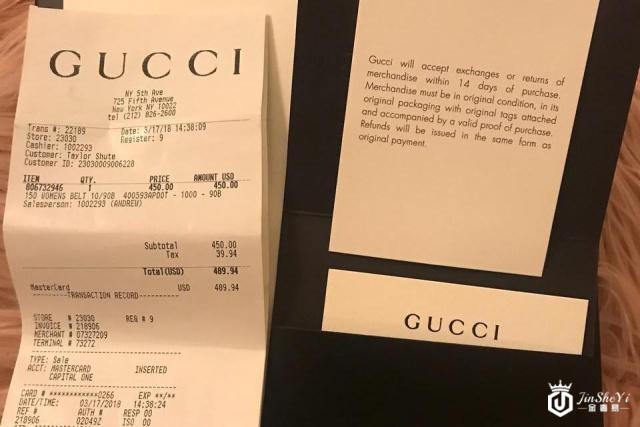 GUCCI
NY 5th Ave
725 Fifth Avenue
New York NY 10022
tel (212) 826-2600
Trans #: 22189 Date: 3/17/18 14:38:09
Store: 23030 Register: 9
Cashier: 1002293
Customer: Taylor Shute
Customer ID: 23030009006228
ITEM QTY. PRICE AMOUNT USD
806732946 1 450.00 450.00
150 WOMENS BELT 10/90B 400593AP00T - 1000 - 90B
Salesperson: 1002293 (ANDREW)
Subtotal 450.00
Tax 39.94
Total(USD) 489.94
MasterCard USD 489.94
----------TRANSACTION RECORD----------
STORE # 23030 REG # 9
INVOICE # 218906
MERCHANT # 07327209
TERMINAL # 73272
TYPE: Sale
ACCT: MASTERCARD INSERTED
CAPITAL ONE
CARD # ************0266 EXP **/**
DATE/TIME: 03/17/2018 14:38:24
REF # AUTH # RESP 00
218906 02049Z ISO 00
Gucci will accept exchanges or returns of
merchandise within 14 days of purchase.
Merchandise must be in original condition, in its
original packaging with original tags attached
and accompanied by a valid proof of purchase.
Refunds will be issued in the same form as
original payment.
GUCCI
JinSheYi
金奢易